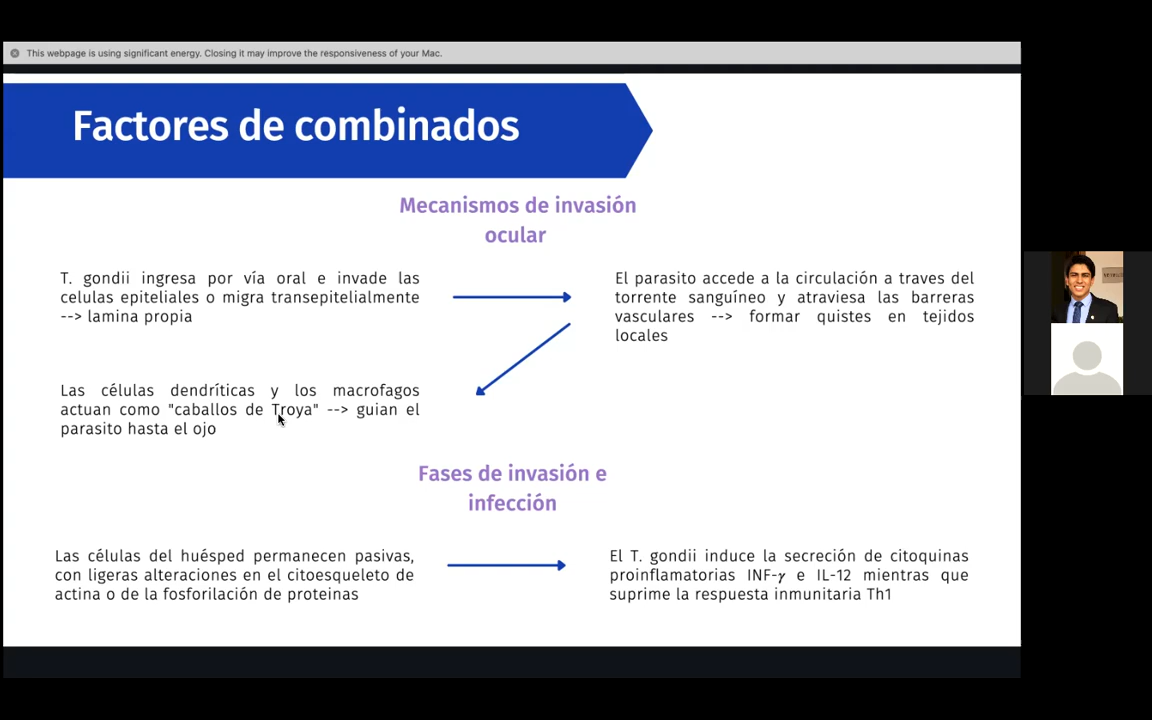 This webpage is using significant energy. Closing it may improve the responsiveness of your Mac.
Factores de combinados
Mecanismos de invasión
ocular
T. gondii ingresa por vía oral e invade las
celulas epiteliales o migra transepitelialmente
--> lamina propia
El parasito accede a la circulación a traves del
torrente sanguíneo y atraviesa las barreras
vasculares --> formar quistes en tejidos
locales
Las células dendríticas y los macrofagos
actuan como "caballos de Troya" --> guian el
parasito hasta el ojo
Fases de invasión e
infección
Las células del huésped permanecen pasivas,
con ligeras alteraciones en el citoesqueleto de
actina o de la fosforilación de proteinas
El T. gondii induce la secreción de citoquinas
proinflamatorias INF-γ e IL-12 mientras que
suprime la respuesta inmunitaria Th1